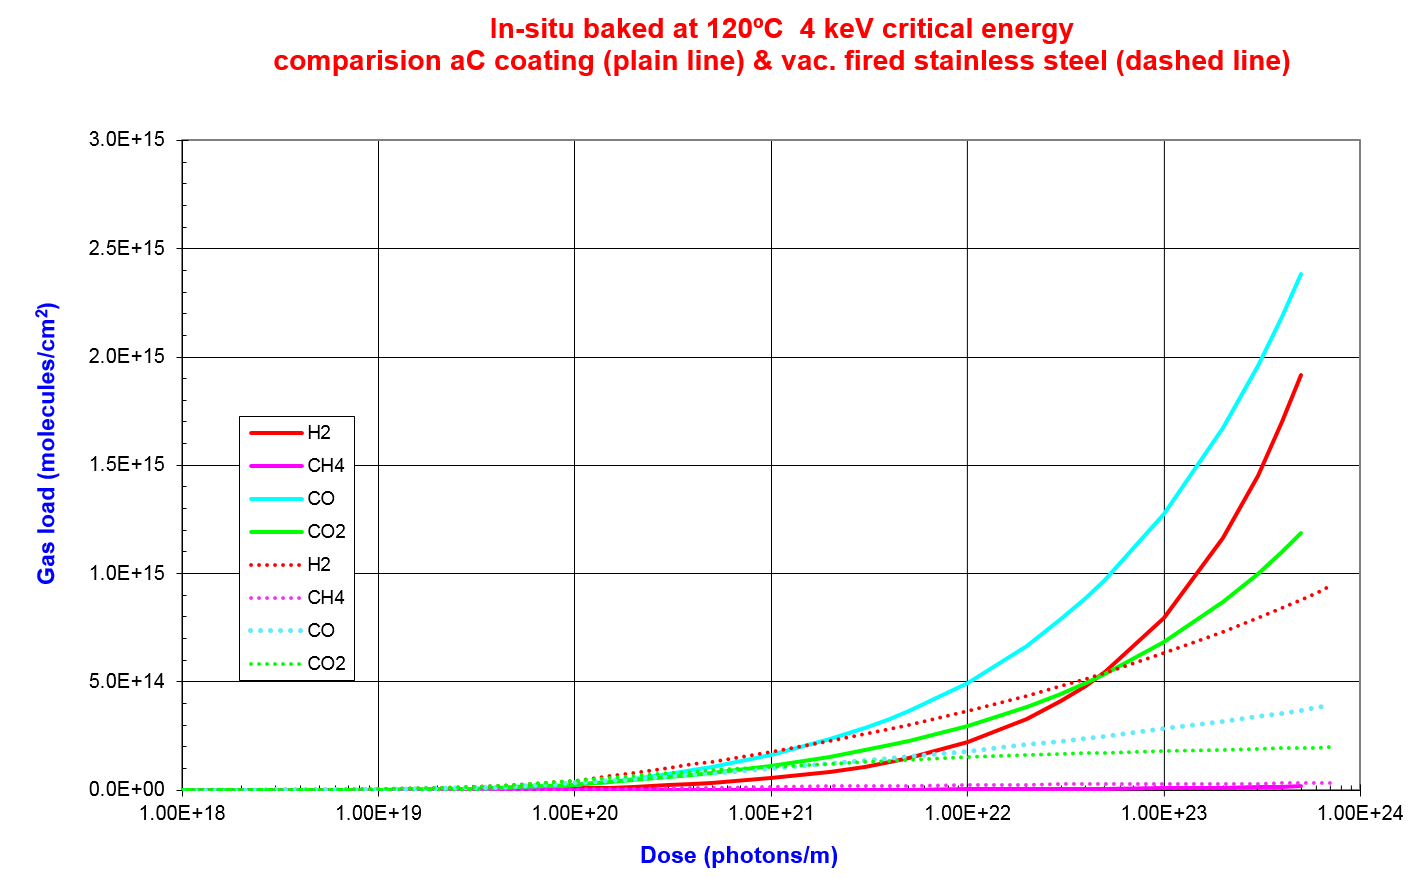 In-situ baked at 120ºC  4 keV critical energy
comparision aC coating (plain line) & vac. fired stainless steel (dashed line)
3.0E+15
2.5E+15
2.0E+15
1.5E+15
1.0E+15
5.0E+14
0.0E+00
Gas load (molecules/cm²)
H2
CH4
CO
CO2
H2
CH4
CO
CO2
1.00E+18 1.00E+19 1.00E+20 1.00E+21 1.00E+22 1.00E+23 1.00E+24
Dose (photons/m)